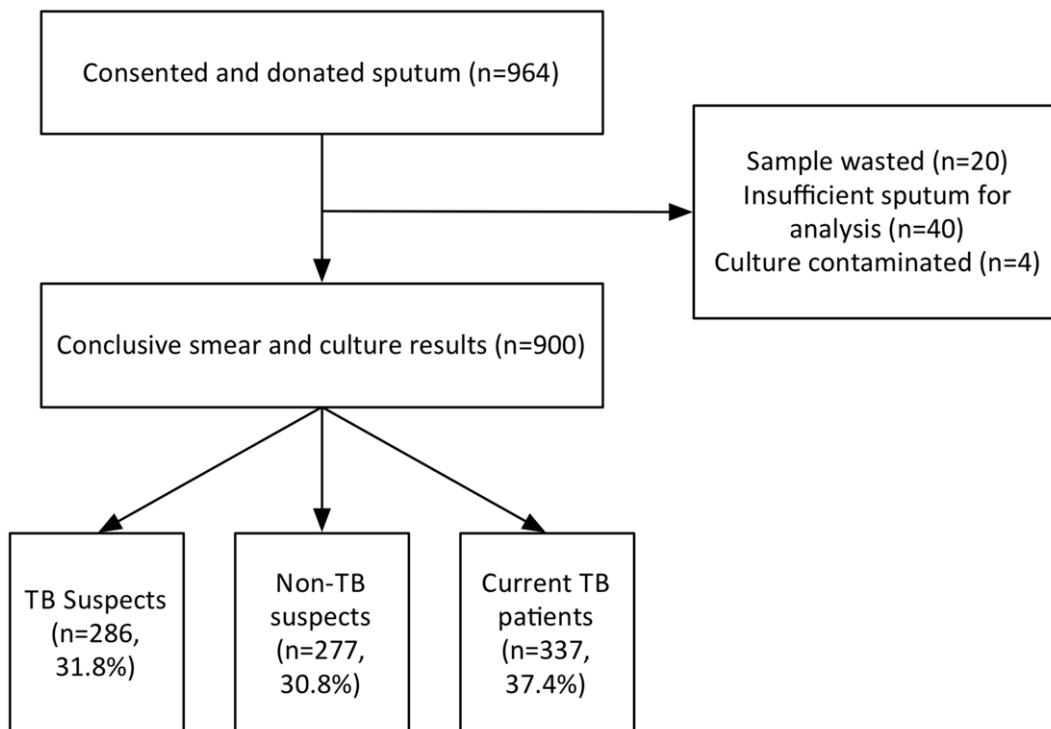 Consented and donated sputum (n=964)
Sample wasted (n=20)
Insufficient sputum for
analysis (n=40)
Culture contaminated (n=4)
Conclusive smear and culture results (n=900)
TB Suspects
(n=286,
31.8%)
Non-TB
suspects
(n=277,
30.8%)
Current TB
patients
(n=337,
37.4%)